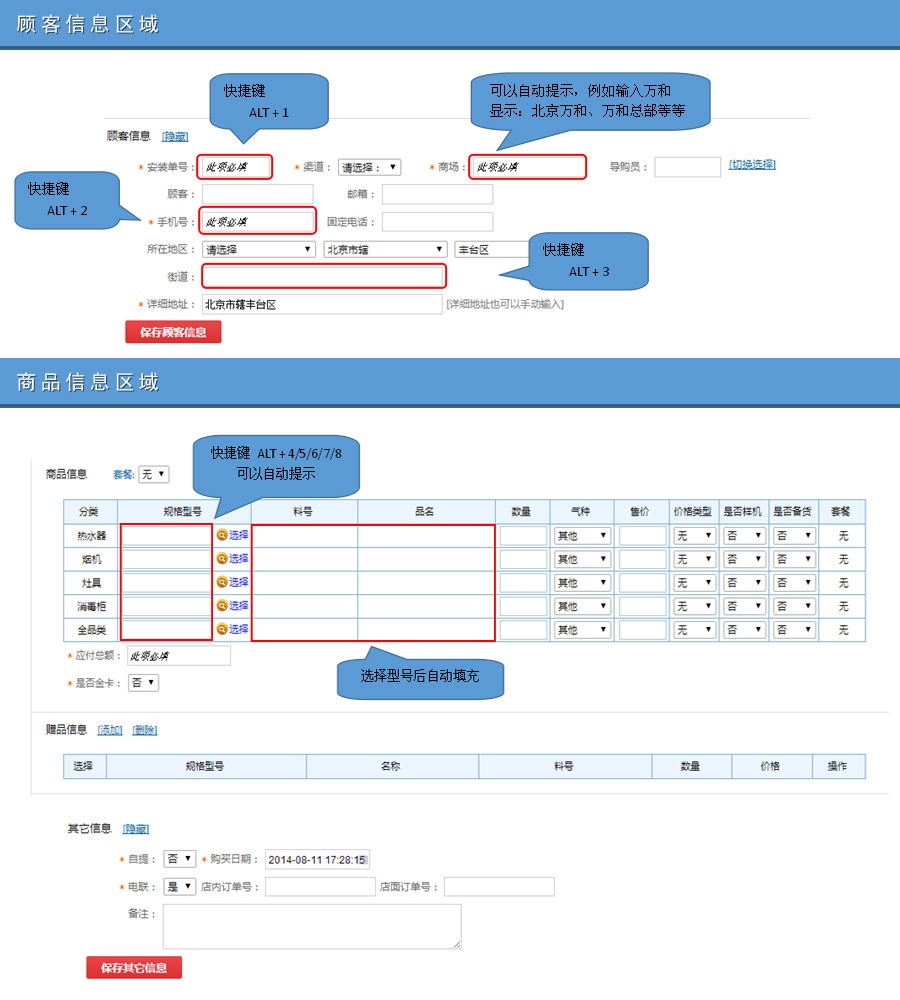 顾客信息区域
快捷键
ALT + 1
可以自动提示，例如输入万和
显示：北京万和、万和总部等等
顾客信息 [隐藏]
* 安装单号： 此项必填 * 渠道： 请选择： * 商场： 此项必填 导购员： [切换选择]
快捷键
ALT + 2
顾客： 邮箱：
* 手机号： 此项必填 固定电话：
所在地区： 请选择 北京市辖 丰台区
快捷键
ALT + 3
街道：
* 详细地址： 北京市辖丰台区 [详细地址也可以手动输入]
保存顾客信息
商品信息区域
快捷键 ALT + 4/5/6/7/8
可以自动提示
商品信息 套餐: 无
分类 规格型号 料号 品名 数量 气种 售价 价格类型 是否样机 是否备货 套餐
热水器 选择 其他 无 否 否 无
烟机 选择 其他 无 否 否 无
灶具 选择 其他 无 否 否 无
消毒柜 选择 其他 无 否 否 无
全品类 选择 其他 无 否 否 无
* 应付总额： 此项必填
选择型号后自动填充
* 是否金卡： 否
赠品信息 [添加] [删除]
选择 规格型号 名称 料号 数量 价格 操作
其它信息 [隐藏]
* 自提： 否 * 购买日期： 2014-08-11 17:28:15
* 电联： 是 店内订单号： 店面订单号：
备注：
保存其它信息